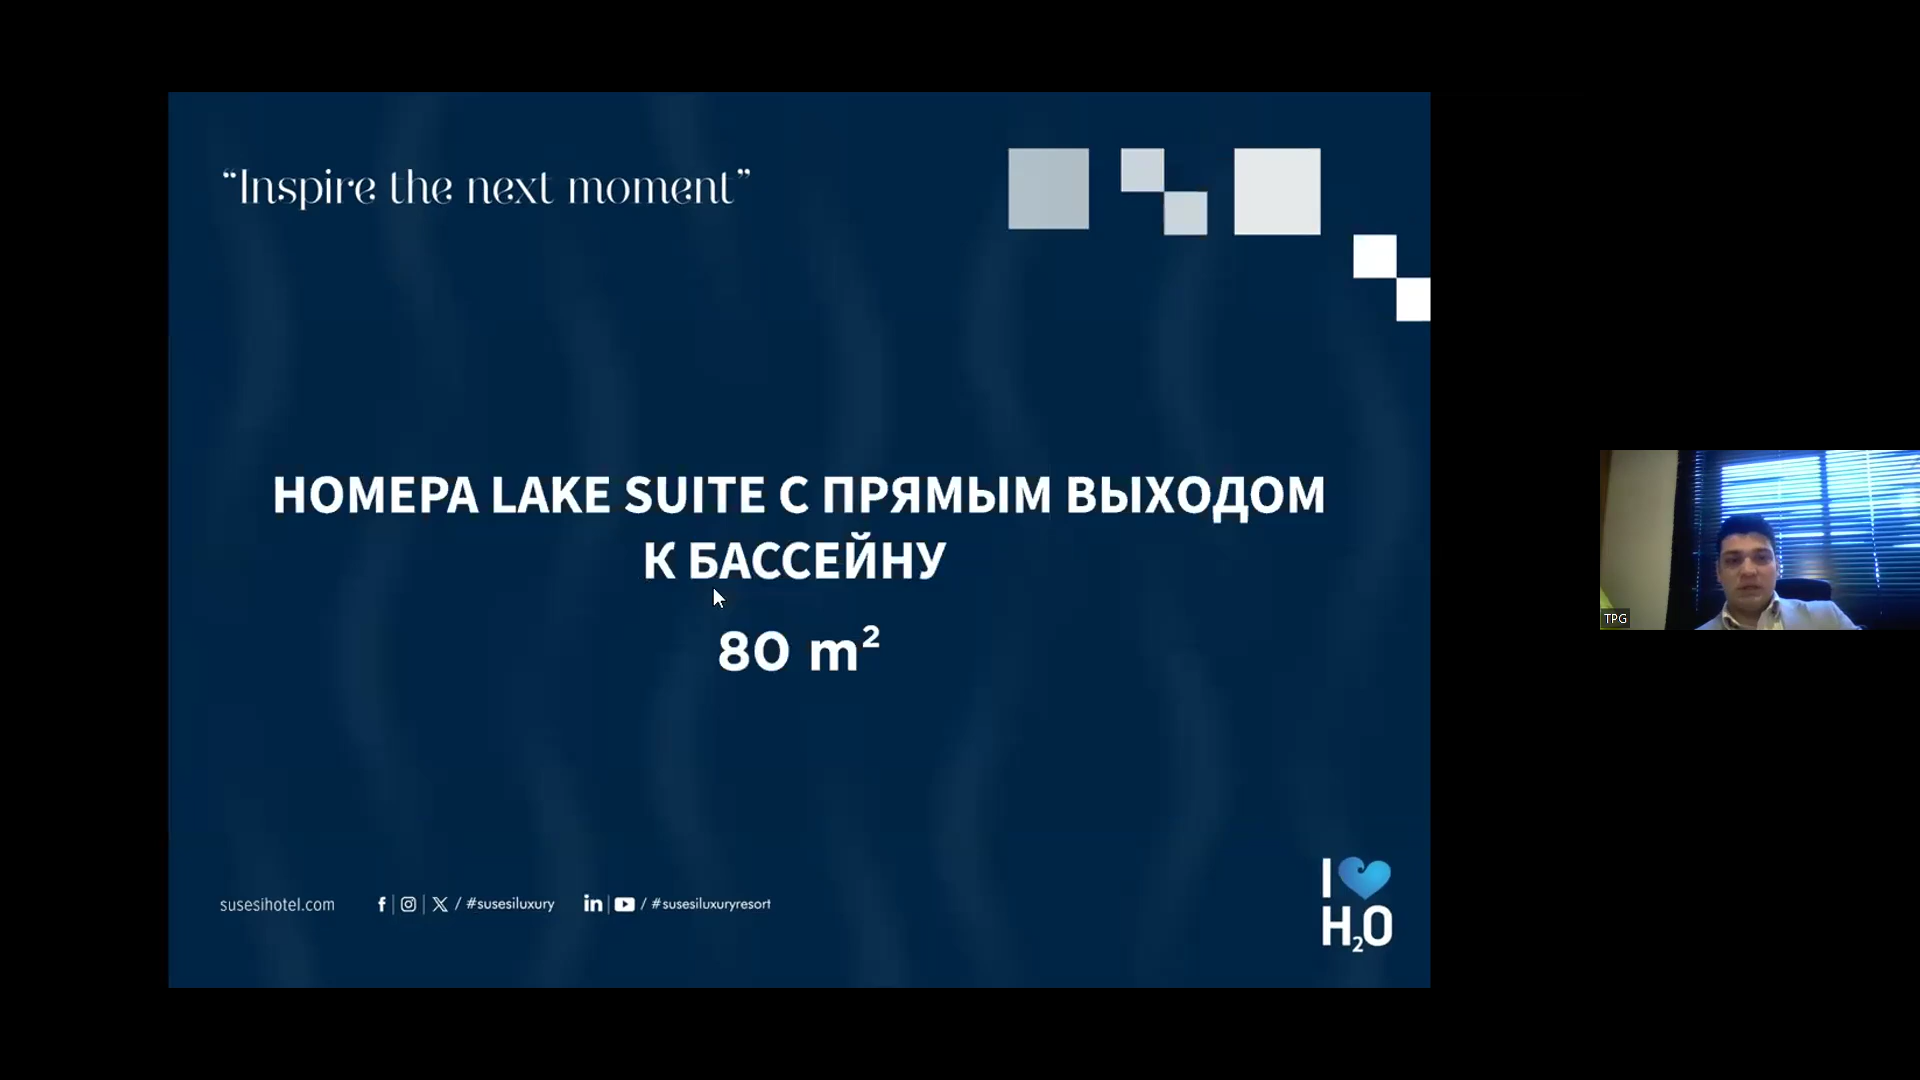 “Inspire the next moment”
НОМЕРА LAKE SUITE С ПРЯМЫМ ВЫХОДОМ
К БАССЕЙНУ
80 m²
susesihotel.com
/ #susesiluxury
/ #susesiluxuryresort
I
H₂O
TPG